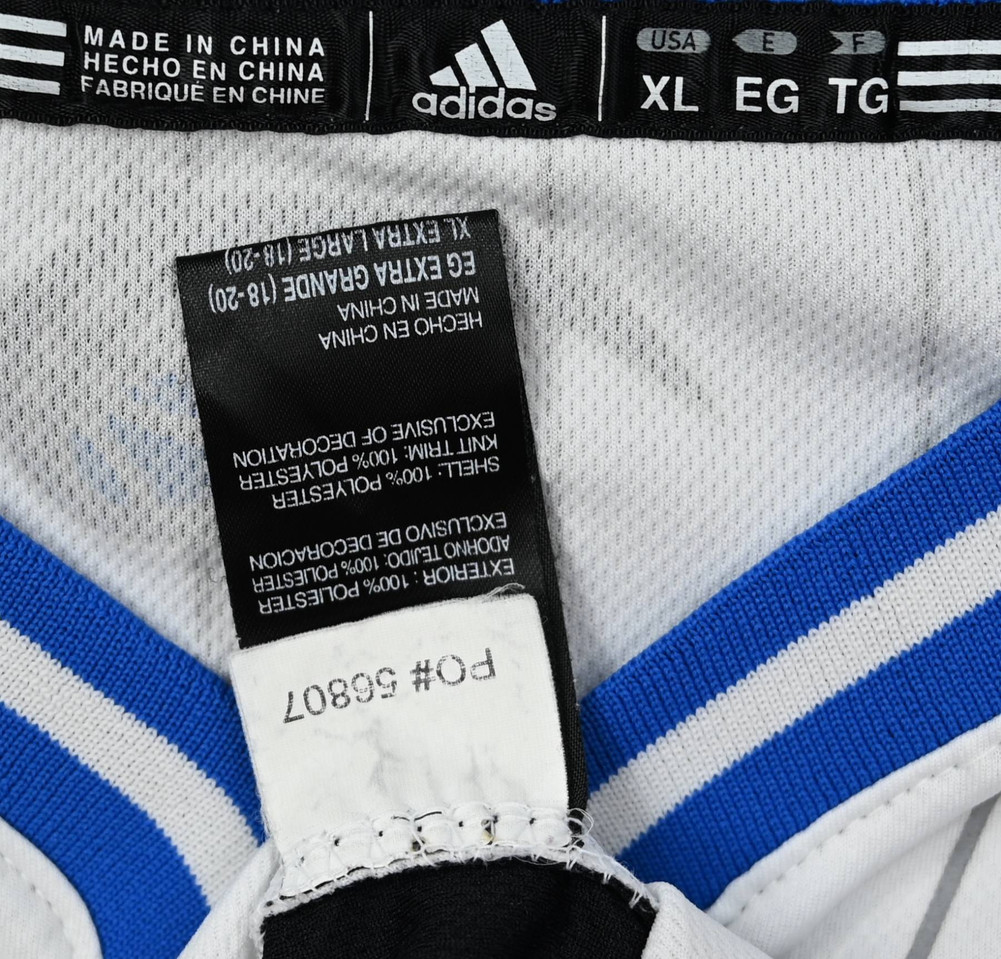 MADE IN CHINA
HECHO EN CHINA
FABRIQUÉ EN CHINE
adidas
USA E F
XL EG TG
XL EXTRA LARGE (18-20)
EG EXTRA GRANDE (18-20)
MADE IN CHINA
HECHO EN CHINA
PO# 56807
EXTERIOR : 100% POLIESTER
ADORNO TEJIDO: 100% POLIESTER
EXCLUSIVO DE DECORACION
SHELL: 100% POLYESTER
KNIT TRIM: 100% POLYESTER
EXCLUSIVE OF DECORATION